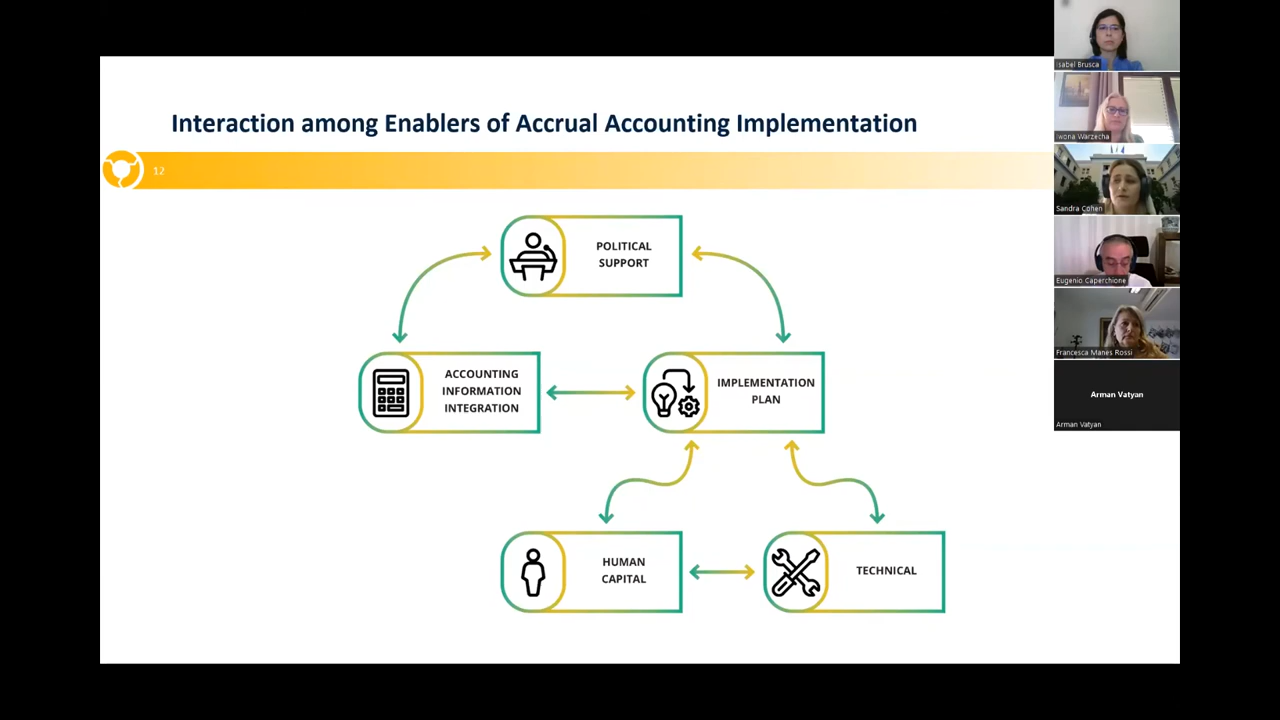 Interaction among Enablers of Accrual Accounting Implementation
12
POLITICAL
SUPPORT
ACCOUNTING
INFORMATION
INTEGRATION
IMPLEMENTATION
PLAN
HUMAN
CAPITAL
TECHNICAL
Isabel Brusca
Iwona Warzecha
Sandra Cohen
Eugenio Caperchione
Francesca Manes Rossi
Arman Vatyan
Arman Vatyan